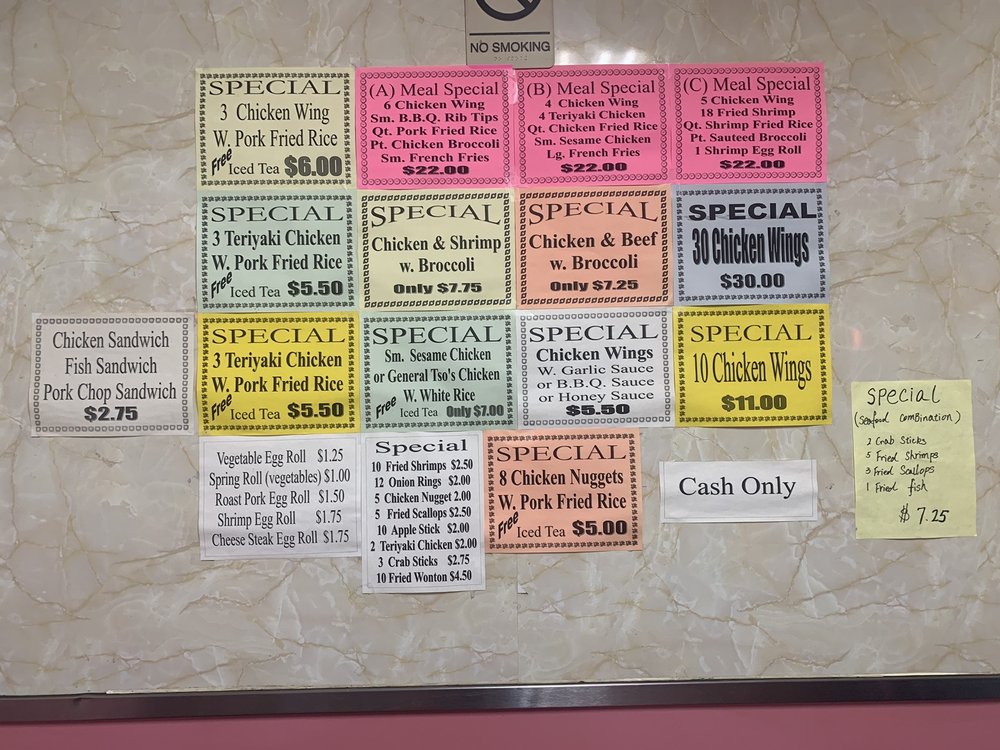 NO SMOKING
SPECIAL
3 Chicken Wing
W. Pork Fried Rice
Free Iced Tea $6.00
(A) Meal Special
6 Chicken Wing
Sm. B.B.Q. Rib Tips
Qt. Pork Fried Rice
Pt. Chicken Broccoli
Sm. French Fries
$22.00
(B) Meal Special
4 Chicken Wing
4 Teriyaki Chicken
Qt. Chicken Fried Rice
Sm. Sesame Chicken
Lg. French Fries
$22.00
(C) Meal Special
5 Chicken Wing
18 Fried Shrimp
Qt. Shrimp Fried Rice
Pt. Sauteed Broccoli
1 Shrimp Egg Roll
$22.00
SPECIAL
3 Teriyaki Chicken
W. Pork Fried Rice
Free Iced Tea $5.50
SPECIAL
Chicken & Shrimp
w. Broccoli
Only $7.75
SPECIAL
Chicken & Beef
w. Broccoli
Only $7.25
SPECIAL
30 Chicken Wings
$30.00
Chicken Sandwich
Fish Sandwich
Pork Chop Sandwich
$2.75
SPECIAL
3 Teriyaki Chicken
W. Pork Fried Rice
Free Iced Tea $5.50
SPECIAL
Sm. Sesame Chicken
or General Tso's Chicken
W. White Rice
Free Iced Tea Only $7.00
SPECIAL
Chicken Wings
W. Garlic Sauce
or B.B.Q. Sauce
or Honey Sauce
$5.50
SPECIAL
10 Chicken Wings
$11.00
Special
(Seafood Combination)
2 Crab Sticks
5 Fried Shrimps
3 Fried Scallops
1 Fried fish
$7.25
Vegetable Egg Roll $1.25
Spring Roll (vegetables) $1.00
Roast Pork Egg Roll $1.50
Shrimp Egg Roll $1.75
Cheese Steak Egg Roll $1.75
Special
10 Fried Shrimps $2.50
12 Onion Rings $2.00
5 Chicken Nugget 2.00
5 Fried Scallops $2.50
10 Apple Stick $2.00
2 Teriyaki Chicken $2.00
3 Crab Sticks $2.75
10 Fried Wonton $4.50
SPECIAL
8 Chicken Nuggets
W. Pork Fried Rice
Free Iced Tea $5.00
Cash Only